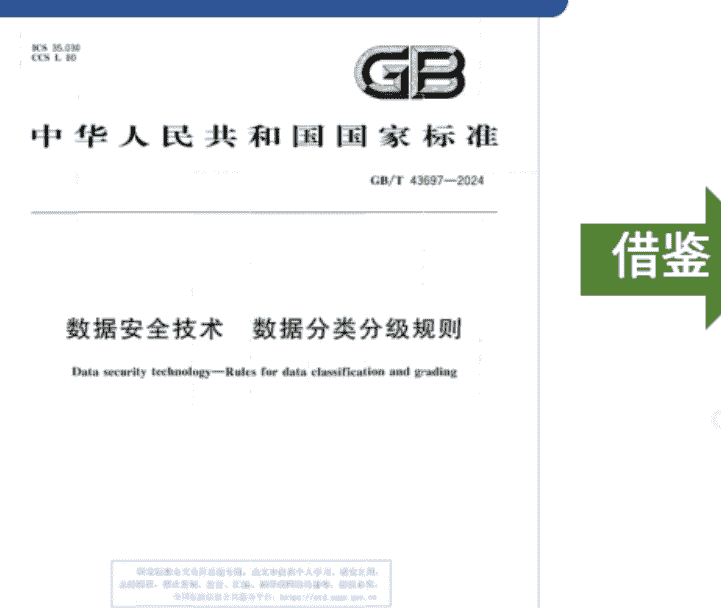 ICS 35.030
CCS L 80
GB
中华人民共和国国家标准
GB/T 43697—2024
借鉴
数据安全技术 数据分类分级规则
Data security technology—Rules for data classification and grading